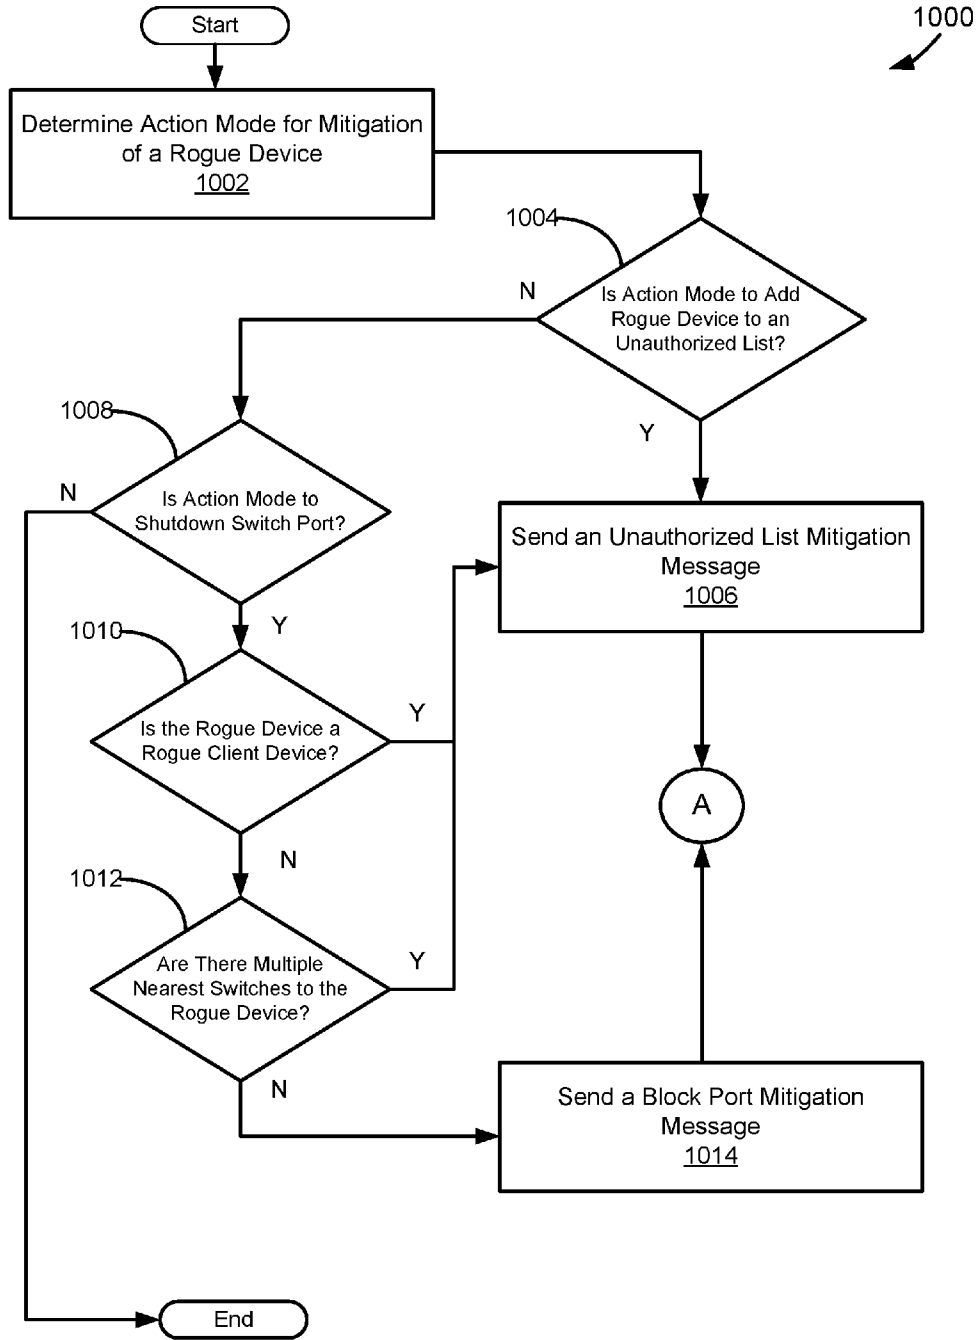 1000
Start
Determine Action Mode for Mitigation
of a Rogue Device
1002
1004
Is Action Mode to Add
Rogue Device to an
Unauthorized List?
N
Y
1008
Is Action Mode to
Shutdown Switch Port?
N
Y
Send an Unauthorized List Mitigation
Message
1006
1010
Is the Rogue Device a
Rogue Client Device?
Y
N
A
1012
Are There Multiple
Nearest Switches to the
Rogue Device?
Y
N
Send a Block Port Mitigation
Message
1014
End